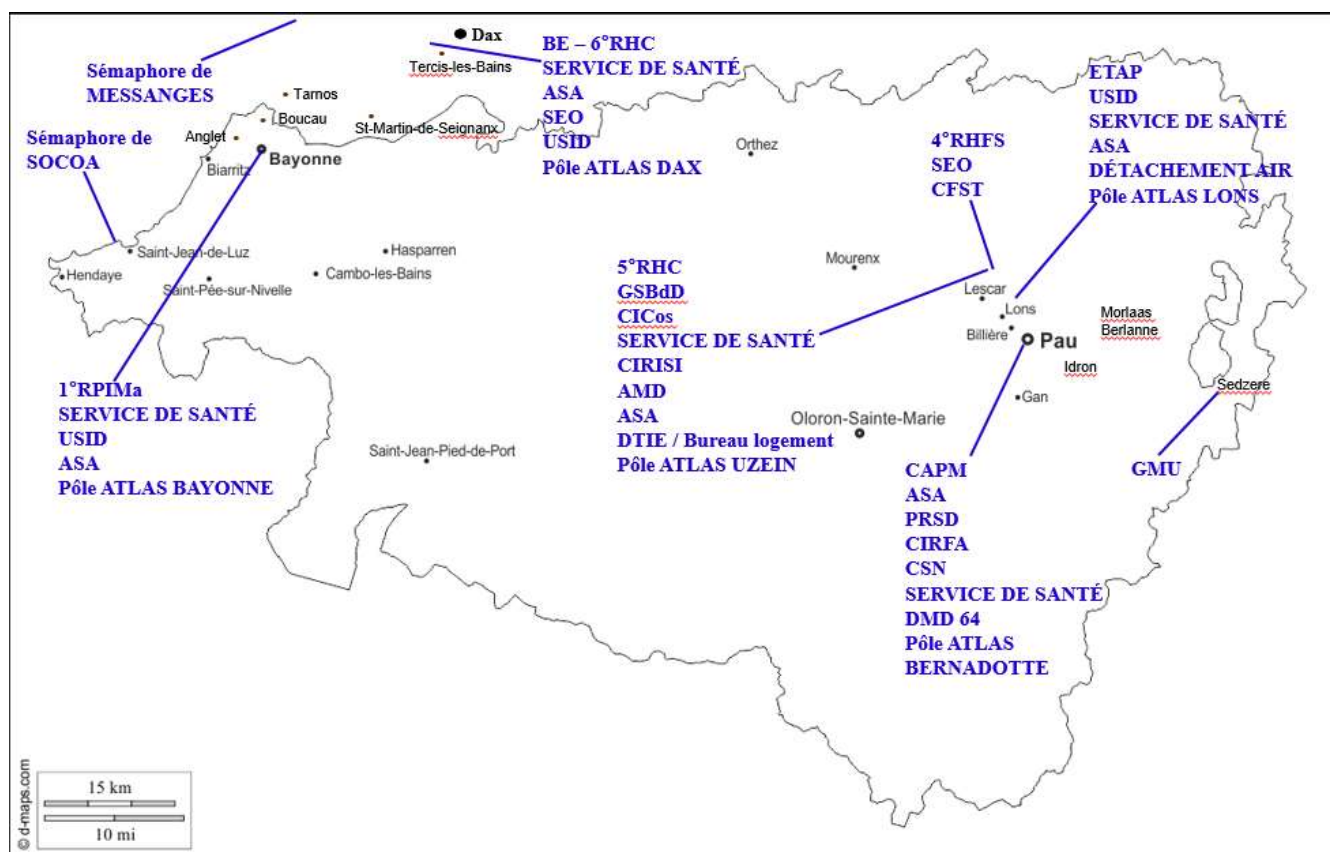 Dax
Tercis-les-Bains
Sémaphore de
MESSANGES
Tarnos
Boucau
Anglet
St-Martin-de-Seignanx
Bayonne
Biarritz
Sémaphore de
SOCOA
BE – 6°RHC
SERVICE DE SANTÉ
ASA
SEO
USID
Pôle ATLAS DAX
Orthez
4°RHFS
SEO
CFST
ETAP
USID
SERVICE DE SANTÉ
ASA
DÉTACHEMENT AIR
Pôle ATLAS LONS
Saint-Jean-de-Luz
Hendaye
Saint-Pée-sur-Nivelle
Hasparren
Cambo-les-Bains
Mourenx
5°RHC
GSBdD
CICos
SERVICE DE SANTÉ
CIRISI
AMD
ASA
DTIE / Bureau logement
Pôle ATLAS UZEIN
Lescar
Lons
Billière
Pau
Morlaas
Berlanne
Idron
Gan
Sedzere
Oloron-Sainte-Marie
1°RPIMa
SERVICE DE SANTÉ
USID
ASA
Pôle ATLAS BAYONNE
Saint-Jean-Pied-de-Port
CAPM
ASA
PRSD
CIRFA
CSN
SERVICE DE SANTÉ
DMD 64
Pôle ATLAS
BERNADOTTE
GMU
15 km
10 mi
© d-maps.com